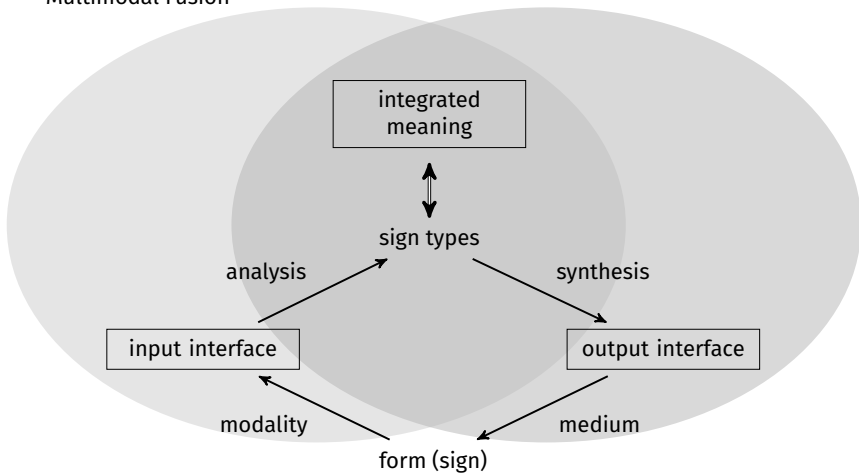 Multimodal Fusion
integrated
meaning
sign types
analysis
synthesis
input interface
output interface
modality
medium
form (sign)